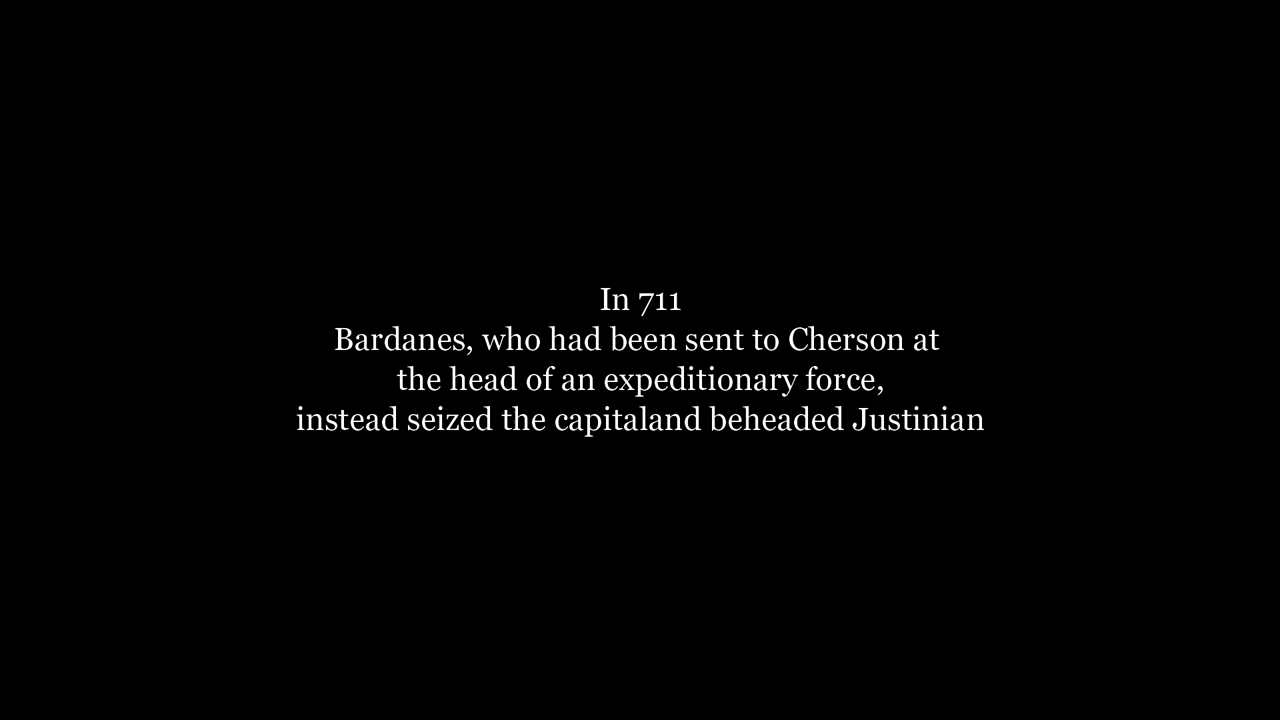 In 711
Bardanes, who had been sent to Cherson at
the head of an expeditionary force,
instead seized the capitaland beheaded Justinian